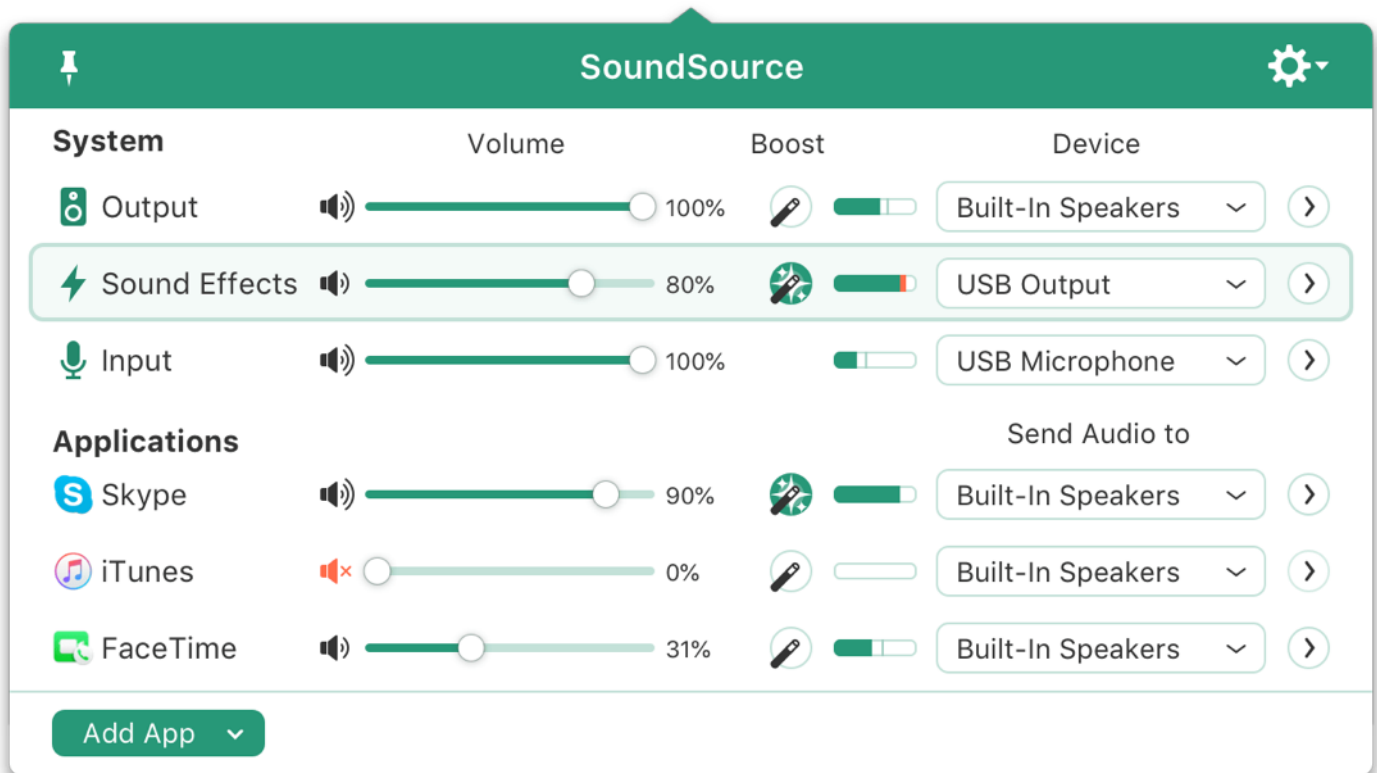 SoundSource
System Volume Boost Device
Output 100% Built-In Speakers
Sound Effects 80% USB Output
Input 100% USB Microphone
Applications Send Audio to
Skype 90% Built-In Speakers
iTunes 0% Built-In Speakers
FaceTime 31% Built-In Speakers
Add App